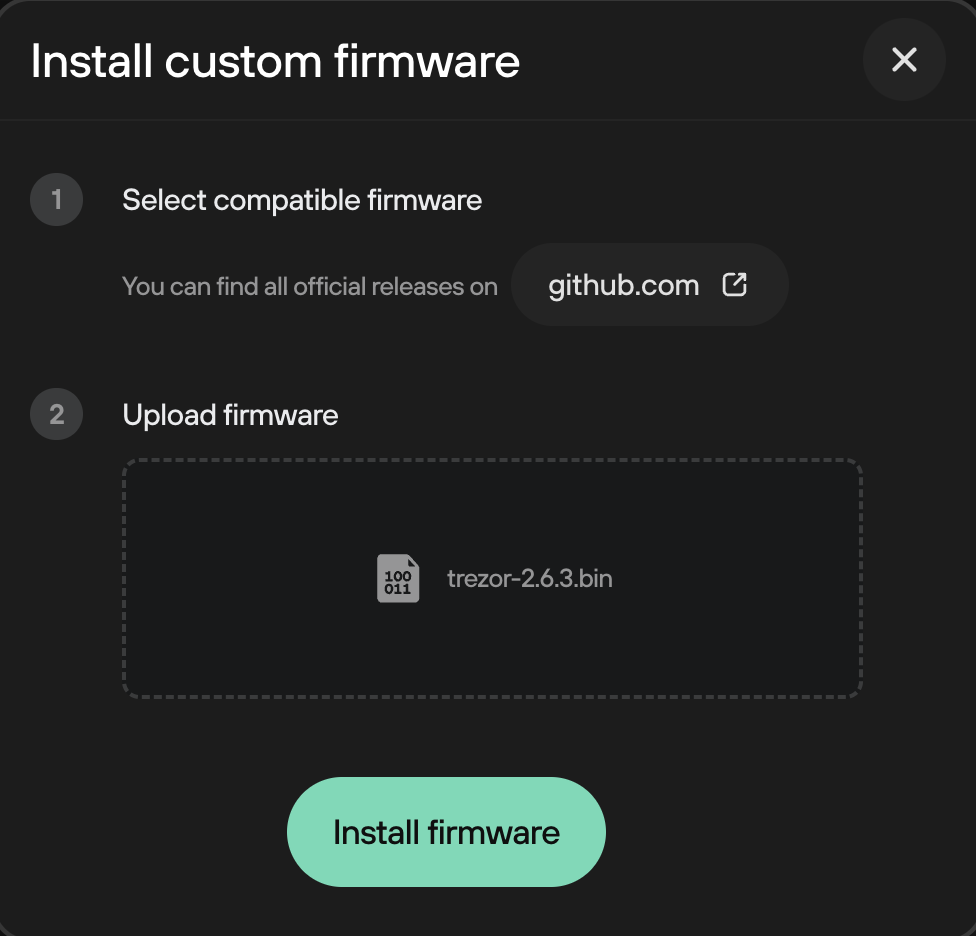 Install custom firmware
1
Select compatible firmware
You can find all official releases on
github.com
2
Upload firmware
100
011
trezor-2.6.3.bin
Install firmware